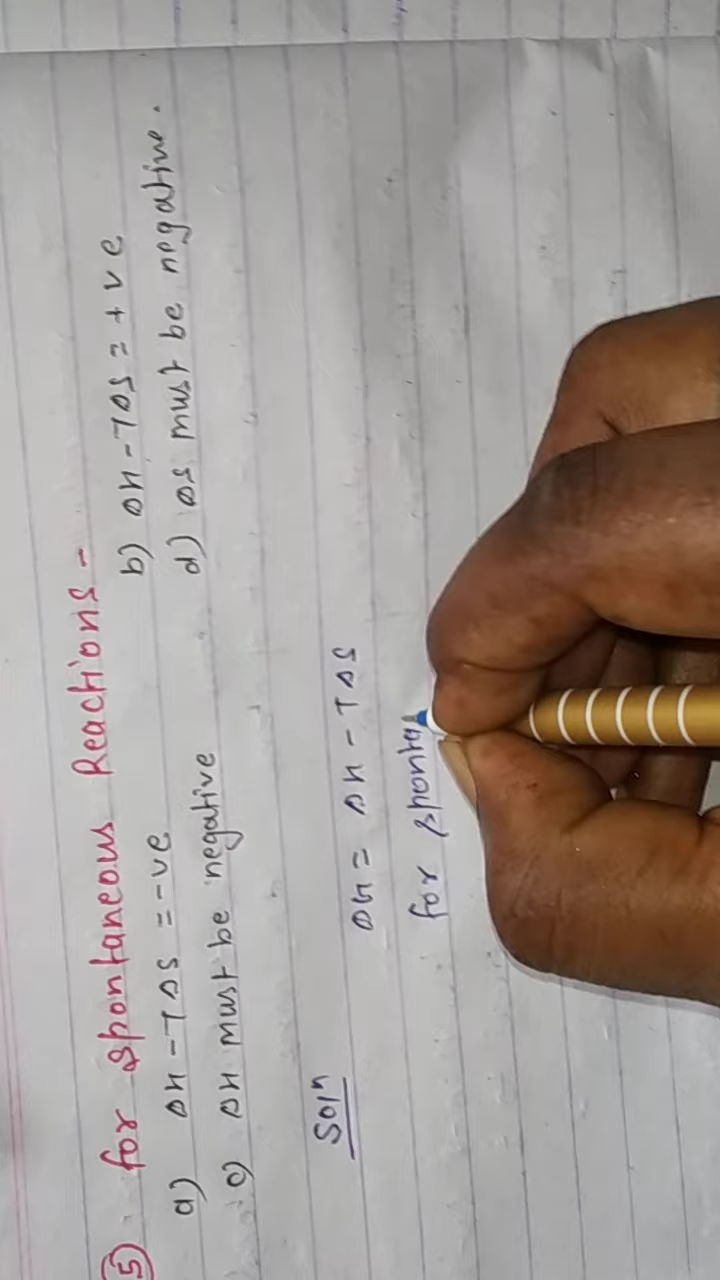 5) for spontaneous Reactions -
a) ΔH - TΔS = -ve b) ΔH - TΔS = +ve
c) ΔH must be negative d) ΔS must be negative.
Soln
ΔG = ΔH - TΔS
for sponta